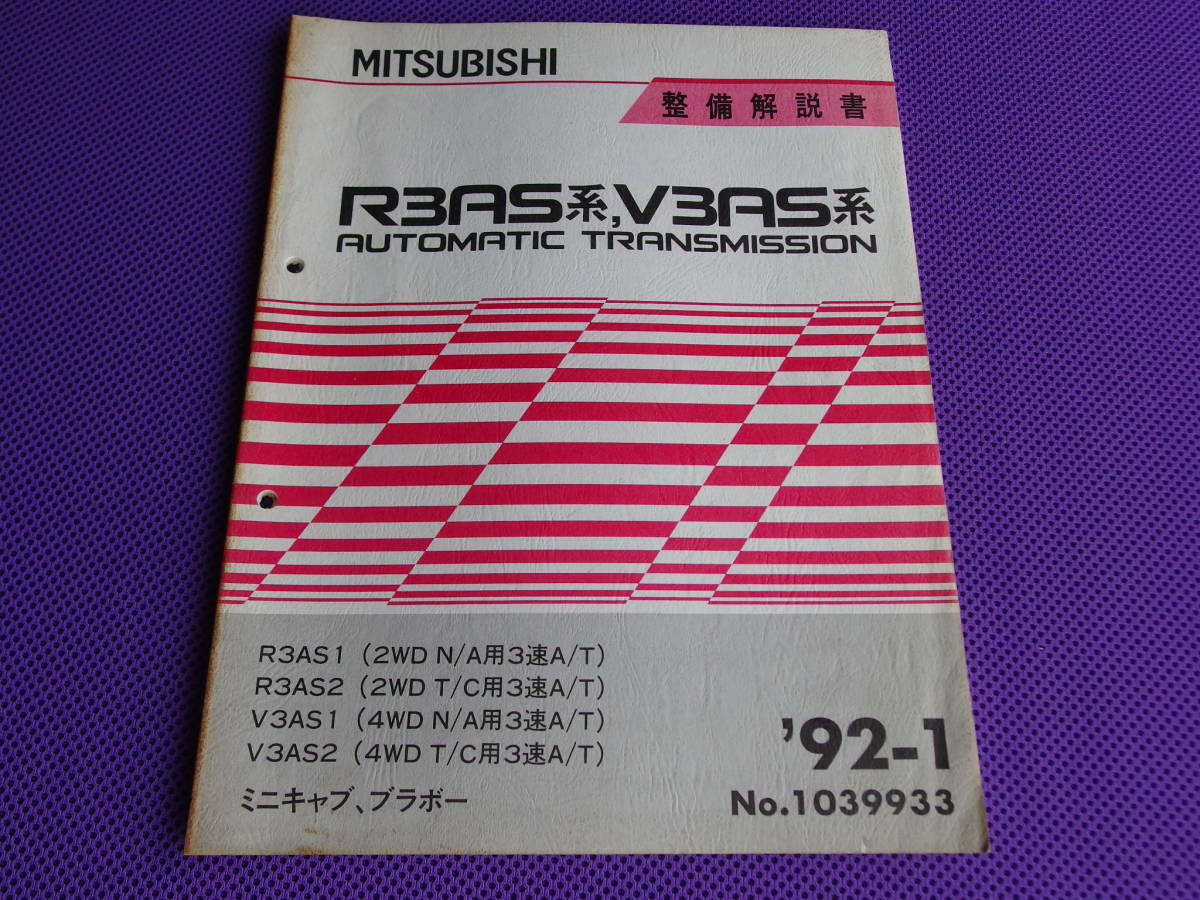 MITSUBISHI
整備解説書
R3AS系,V3AS系
AUTOMATIC TRANSMISSION
R3AS1 (2WD N/A用3速A/T)
R3AS2 (2WD T/C用3速A/T)
V3AS1 (4WD N/A用3速A/T)
V3AS2 (4WD T/C用3速A/T)
ミニキャブ、ブラボー
'92-1
No.1039933